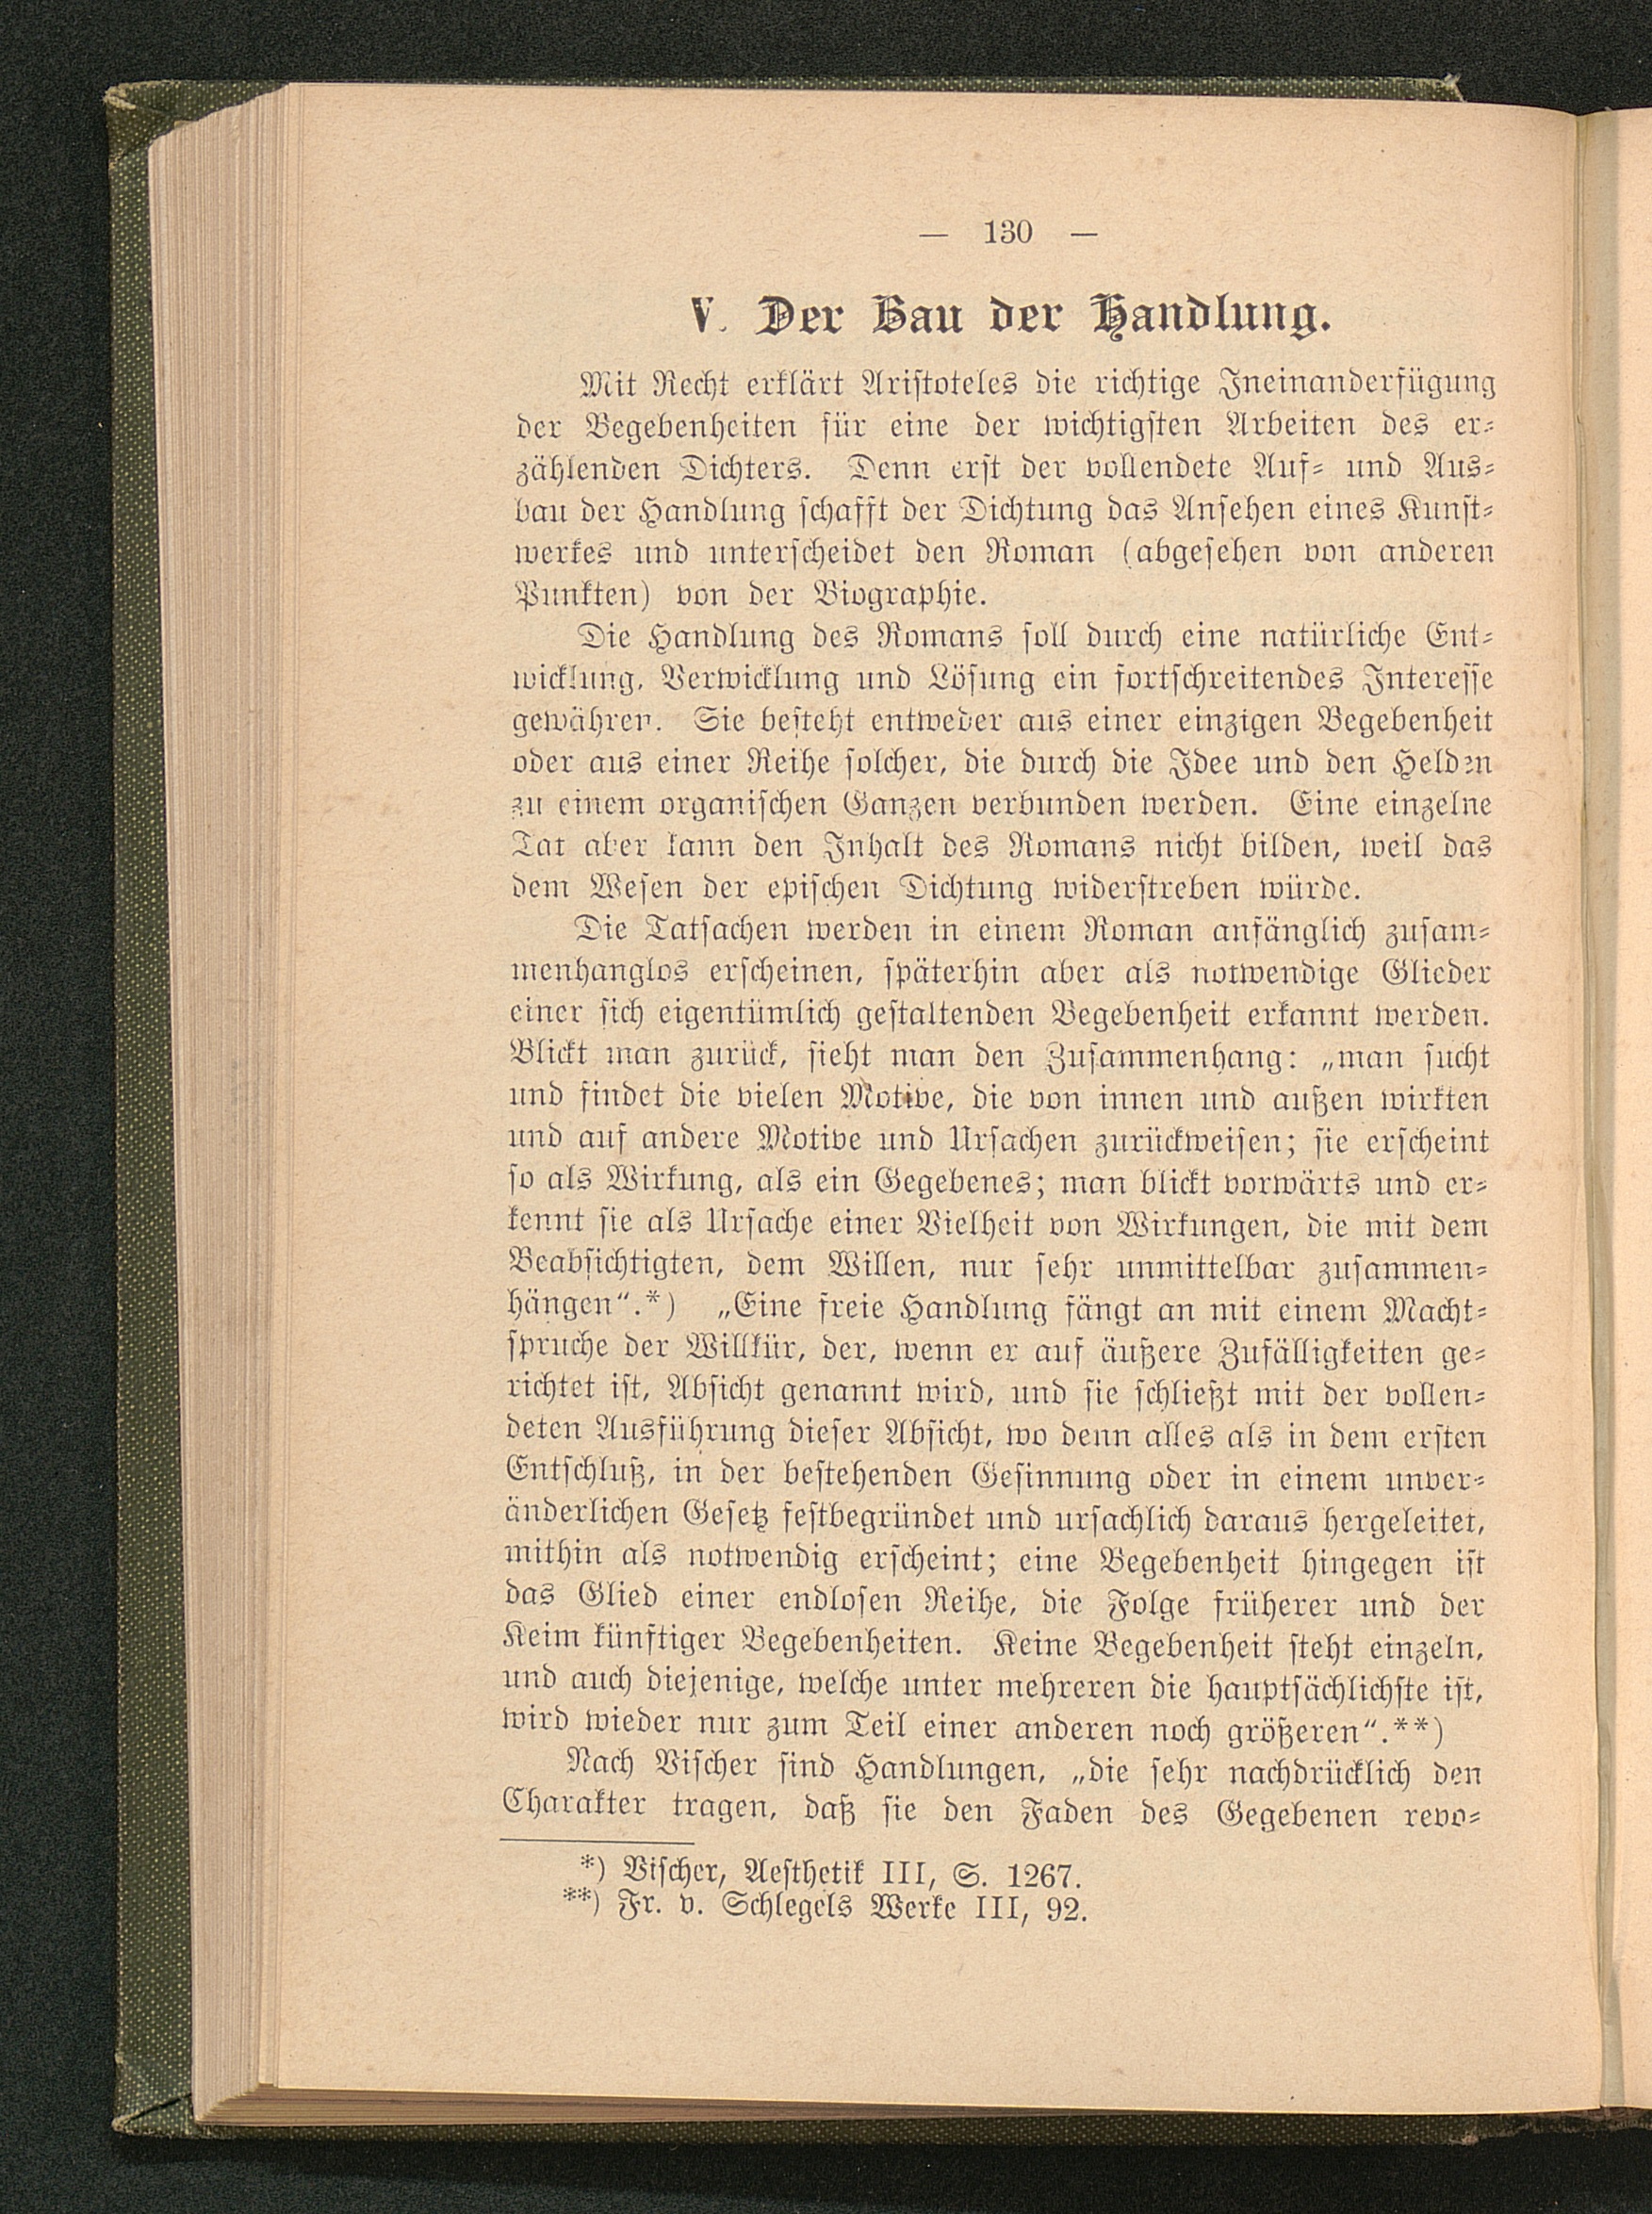 — 130 —
V. Der Bau der Handlung.
Mit Recht erklärt Aristoteles die richtige Ineinanderfügung
der Begebenheiten für eine der wichtigsten Arbeiten des er-
zählenden Dichters. Denn erst der vollendete Auf- und Aus-
bau der Handlung schafft der Dichtung das Ansehen eines Kunst-
werkes und unterscheidet den Roman (abgesehen von anderen
Punkten) von der Biographie.
Die Handlung des Romans soll durch eine natürliche Ent-
wicklung, Verwicklung und Lösung ein fortschreitendes Interesse
gewähren. Sie besteht entweder aus einer einzigen Begebenheit
oder aus einer Reihe solcher, die durch die Idee und den Helden
zu einem organischen Ganzen verbunden werden. Eine einzelne
Tat aber kann den Inhalt des Romans nicht bilden, weil das
dem Wesen der epischen Dichtung widerstreben würde.
Die Tatsachen werden in einem Roman anfänglich zusam-
menhanglos erscheinen, späterhin aber als notwendige Glieder
einer sich eigentümlich gestaltenden Begebenheit erkannt werden.
Blickt man zurück, sieht man den Zusammenhang: „man sucht
und findet die vielen Motive, die von innen und außen wirkten
und auf andere Motive und Ursachen zurückweisen; sie erscheint
so als Wirkung, als ein Gegebenes; man blickt vorwärts und er-
kennt sie als Ursache einer Vielheit von Wirkungen, die mit dem
Beabsichtigten, dem Willen, nur sehr unmittelbar zusammen-
hängen“.*) „Eine freie Handlung fängt an mit einem Macht-
spruche der Willkür, der, wenn er auf äußere Zufälligkeiten ge-
richtet ist, Absicht genannt wird, und sie schließt mit der vollen-
deten Ausführung dieser Absicht, wo denn alles als in dem ersten
Entschluß, in der bestehenden Gesinnung oder in einem unver-
änderlichen Gesetz festbegründet und ursachlich daraus hergeleitet,
mithin als notwendig erscheint; eine Begebenheit hingegen ist
das Glied einer endlosen Reihe, die Folge früherer und der
Keim künftiger Begebenheiten. Keine Begebenheit steht einzeln,
und auch diejenige, welche unter mehreren die hauptsächlichste ist,
wird wieder nur zum Teil einer anderen noch größeren“.**)
Nach Vischer sind Handlungen, „die sehr nachdrücklich den
Charakter tragen, daß sie den Faden des Gegebenen revo-
*) Vischer, Aesthetik III, S. 1267.
**) Fr. v. Schlegels Werke III, 92.